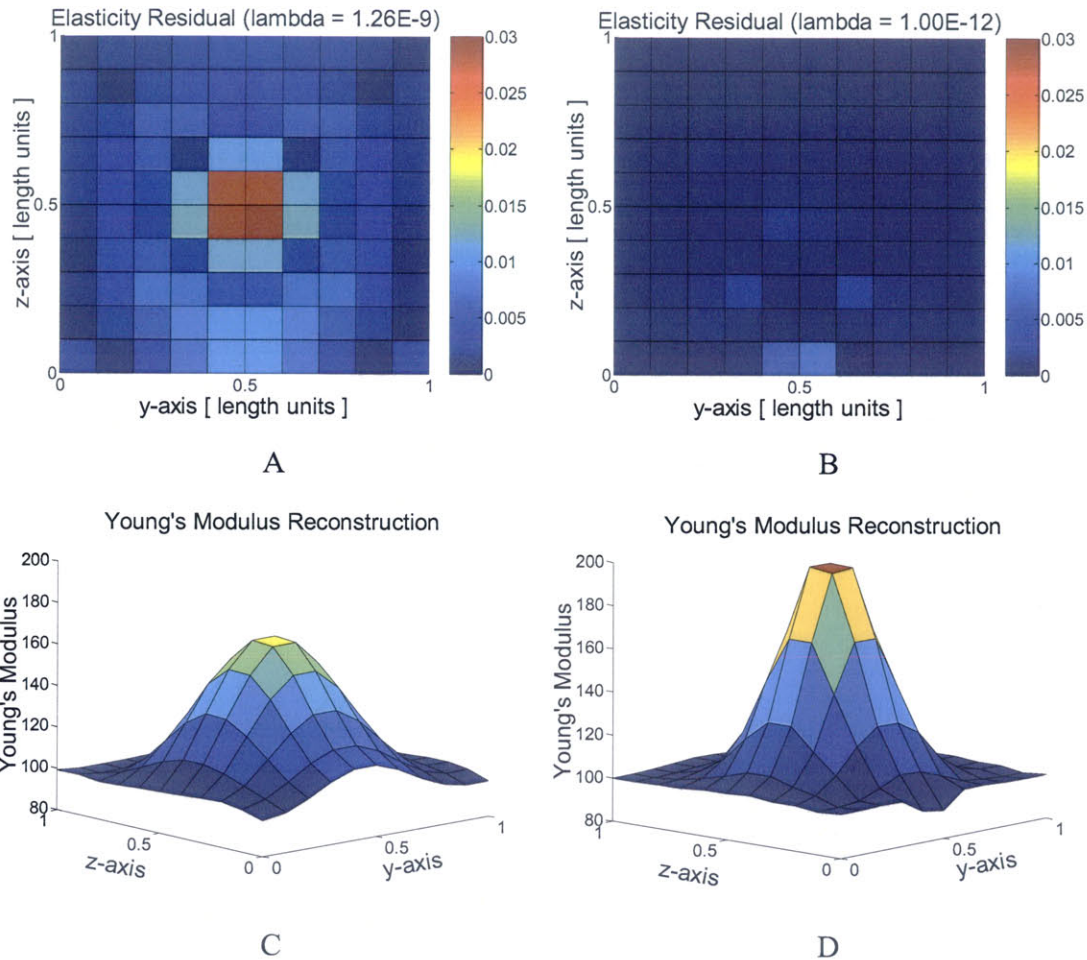 Elasticity Residual (lambda = 1.26E-9)
1
0.5
0
z-axis [ length units ]
0.03
0.025
0.02
0.015
0.01
0.005
0
0
0.5
1
y-axis [ length units ]
A
Elasticity Residual (lambda = 1.00E-12)
1
0.5
0
z-axis [ length units ]
0.03
0.025
0.02
0.015
0.01
0.005
0
0
0.5
1
y-axis [ length units ]
B
Young's Modulus Reconstruction
200
180
160
140
120
100
80
Young's Modulus
1
0.5
0
z-axis
0
0.5
1
y-axis
C
Young's Modulus Reconstruction
200
180
160
140
120
100
80
Young's Modulus
1
0.5
0
z-axis
0
0.5
1
y-axis
D